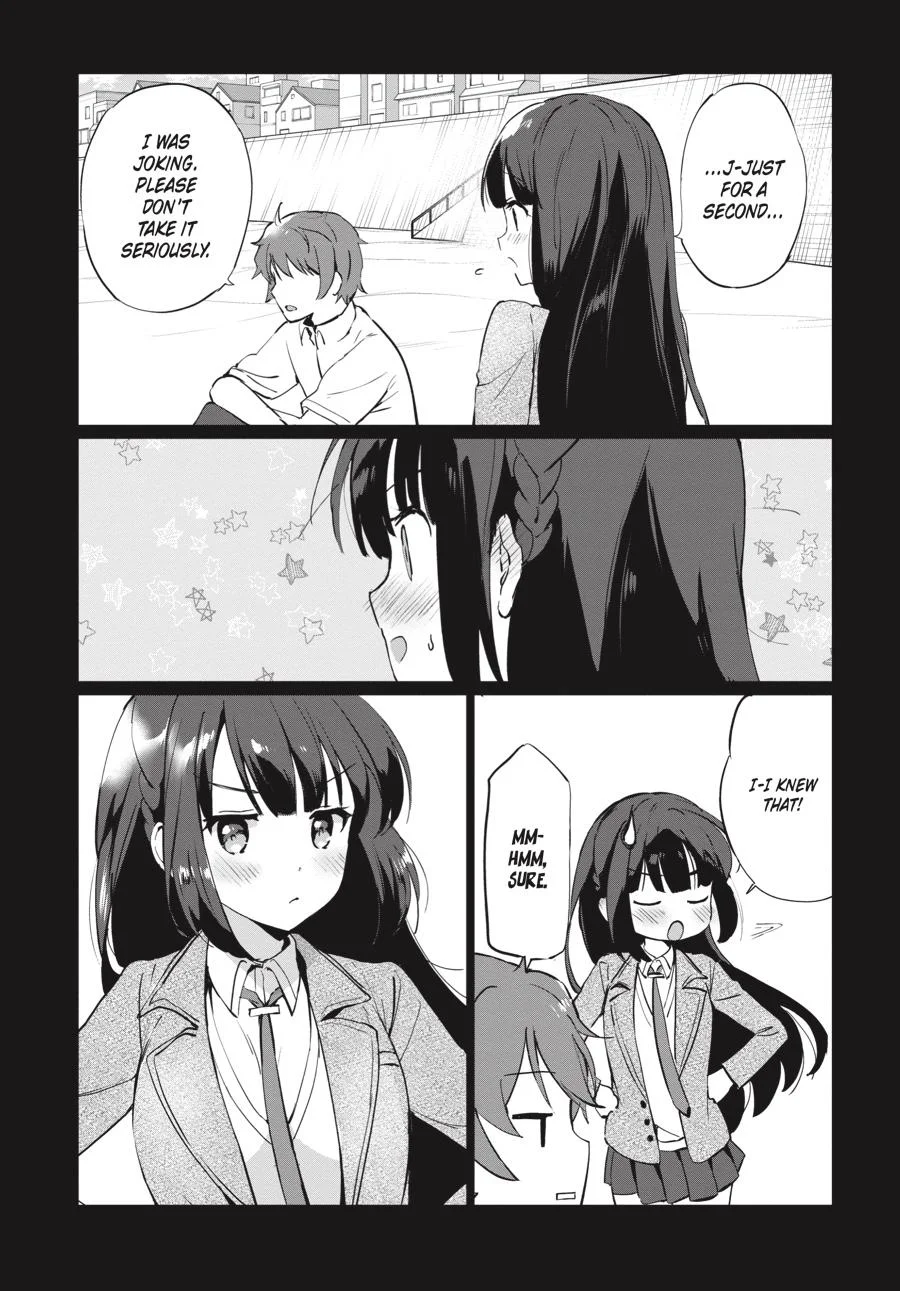 ...J-JUST
FOR A
SECOND...
I WAS
JOKING.
PLEASE
DON'T
TAKE IT
SERIOUSLY.
I-I KNEW
THAT!
MM-
HMM,
SURE.